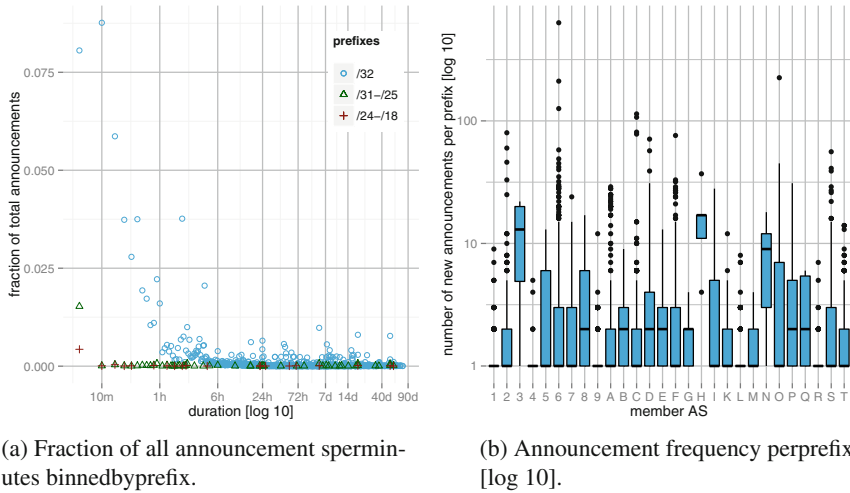 fraction of total announcements
0.075
0.050
0.025
0.000
prefixes
/32
/31−/25
/24−/18
10m 1h 6h 24h 72h 7d 14d 40d 90d
duration [log 10]
(a) Fraction of all announcement spermin-
utes binnedbyprefix.
number of new announcements per prefix [log 10]
100
10
1
1 2 3 4 5 6 7 8 9 A B C D E F G H I K L M N O P Q R S T
member AS
(b) Announcement frequency perprefix
[log 10].